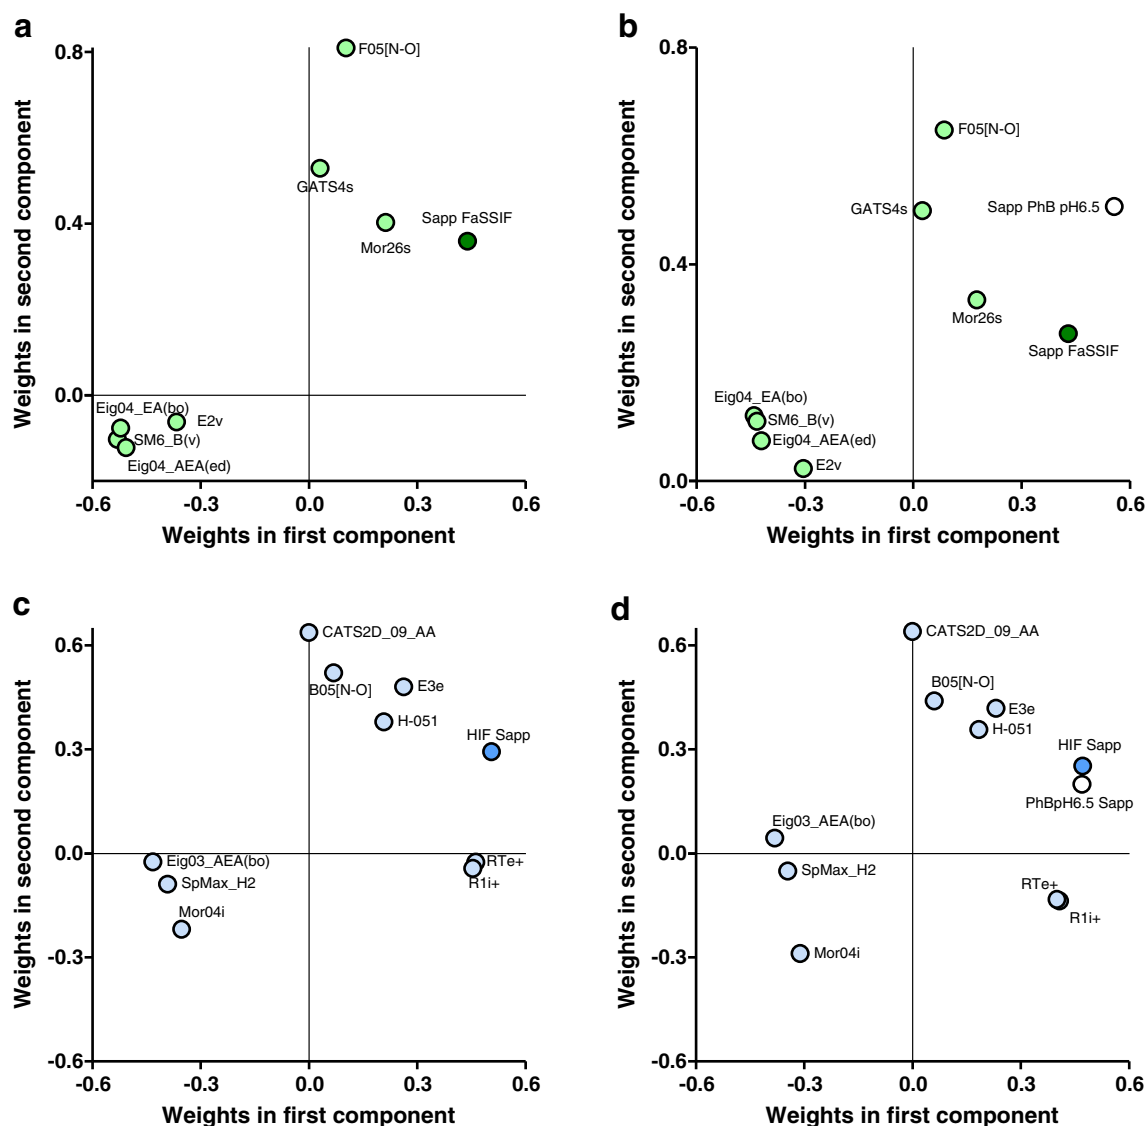 a
0.8
F05[N-O]
GATS4s
Sapp FaSSIF
0.4
Mor26s
0.0
Eig04_EA(bo)
E2v
SM6_B(v)
Eig04_AEA(ed)
-0.6 -0.3 0.0 0.3 0.6
Weights in first component
Weights in second component
b
0.8
F05[N-O]
GATS4s
Sapp PhB pH6.5
0.4
Mor26s
Sapp FaSSIF
Eig04_EA(bo)
SM6_B(v)
Eig04_AEA(ed)
E2v
0.0
-0.6 -0.3 0.0 0.3 0.6
Weights in first component
Weights in second component
c
CATS2D_09_AA
0.6
B05[N-O]
E3e
H-051
HIF Sapp
0.3
0.0
Eig03_AEA(bo)
RTe+
SpMax_H2
R1i+
Mor04i
-0.3
-0.6
-0.6 -0.3 0.0 0.3 0.6
Weights in first component
Weights in second component
d
CATS2D_09_AA
0.6
B05[N-O]
E3e
H-051
HIF Sapp
0.3
PhBpH6.5 Sapp
Eig03_AEA(bo)
0.0
SpMax_H2
RTe+
R1i+
Mor04i
-0.3
-0.6
-0.6 -0.3 0.0 0.3 0.6
Weights in first component
Weights in second component